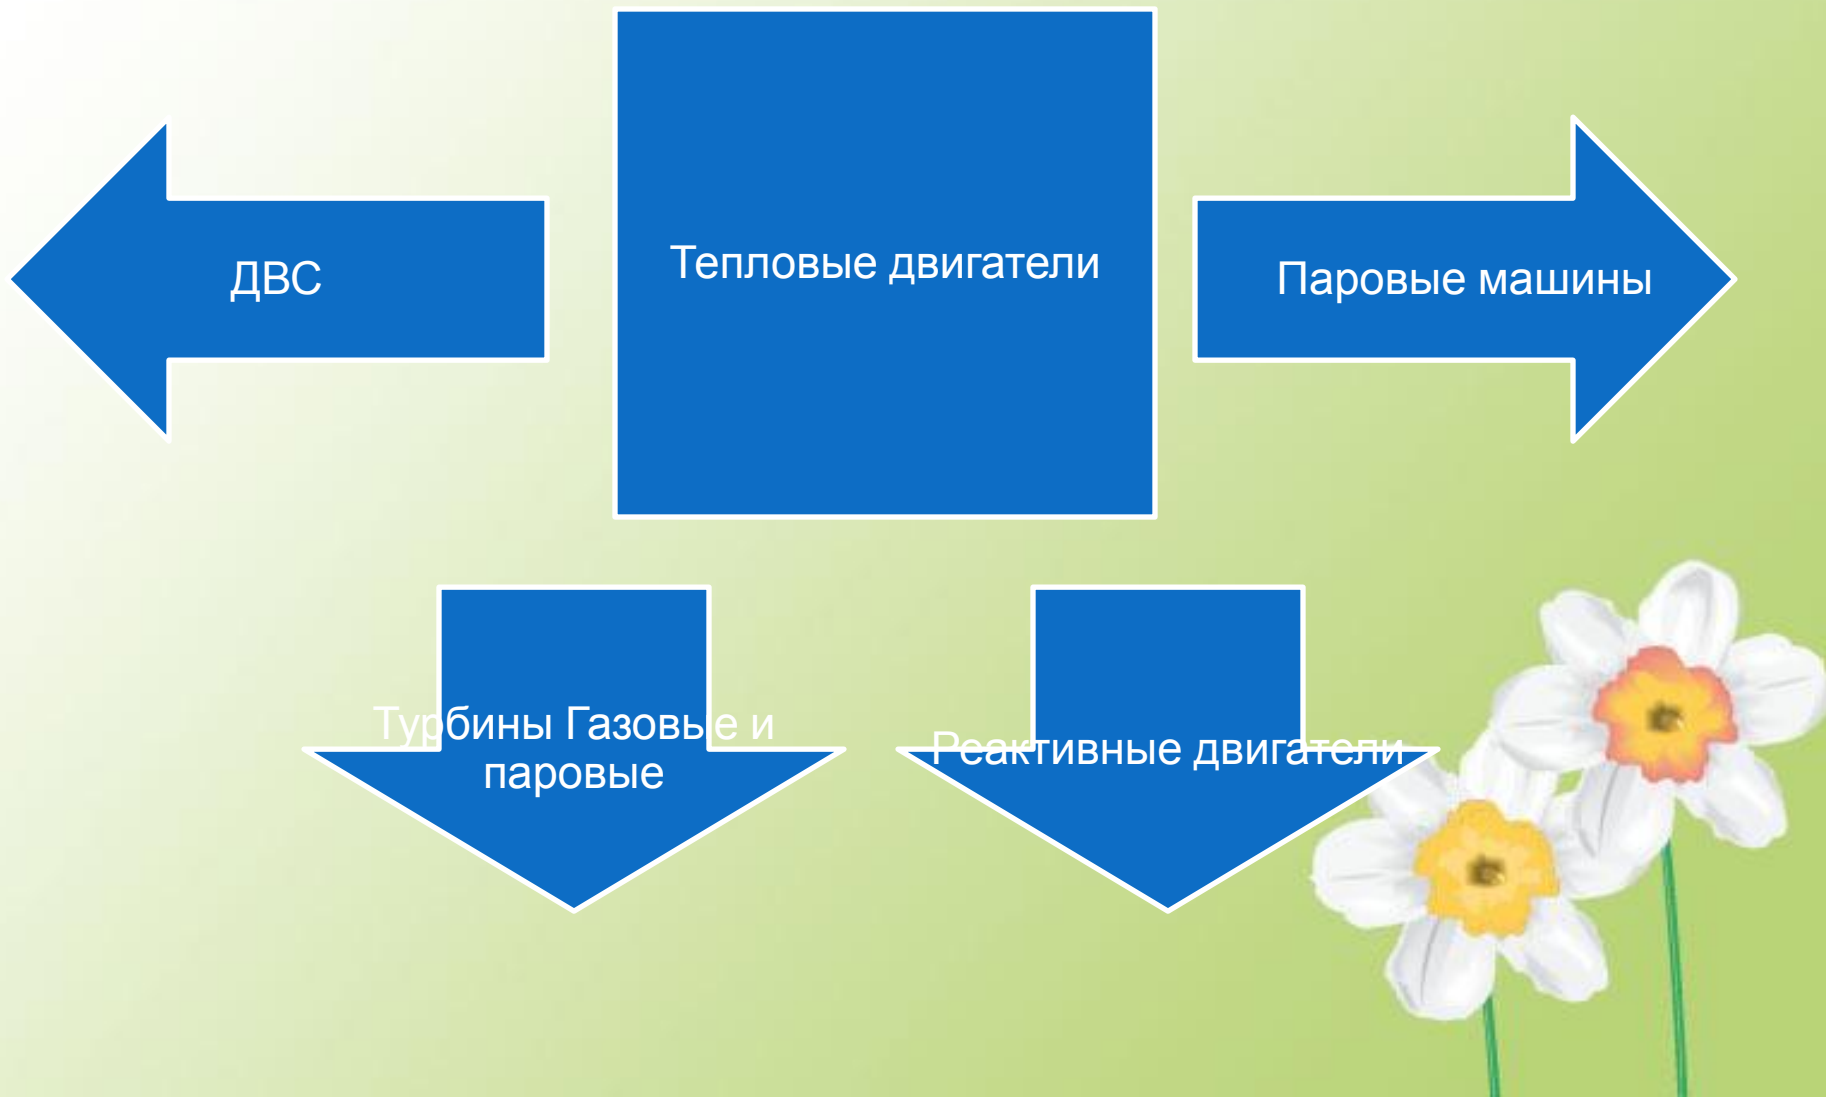 Тепловые двигатели
ДВС
Паровые машины
Турбины Газовые и
паровые
Реактивные двигатели